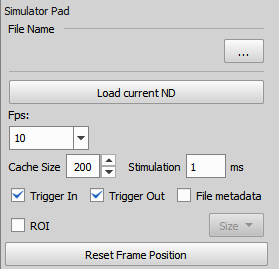 Simulator Pad
File Name
...
Load current ND
Fps:
10
Cache Size 200 Stimulation 1 ms
Trigger In Trigger Out File metadata
ROI Size
Reset Frame Position